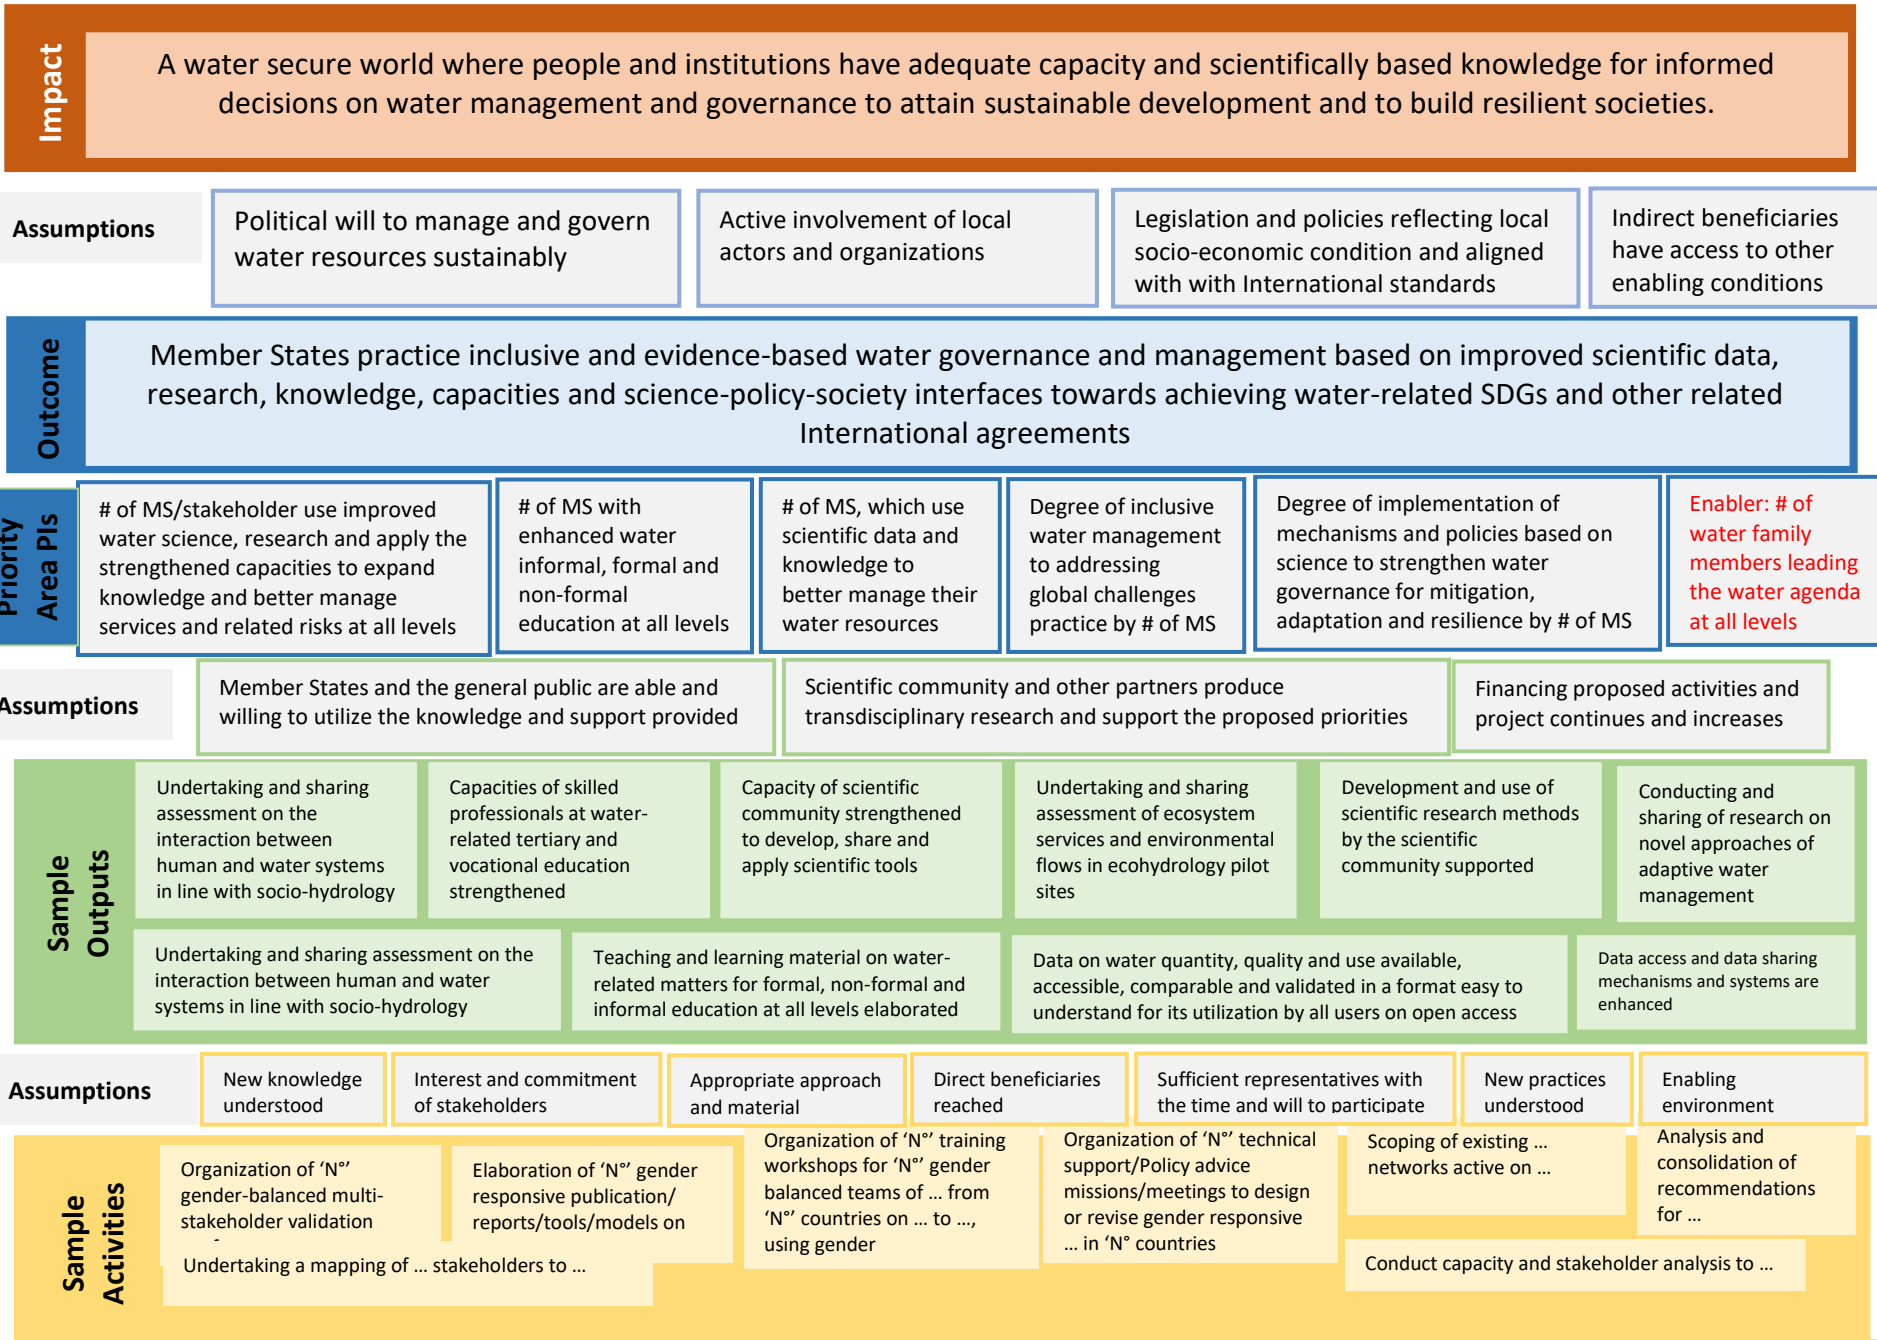 Impact
A water secure world where people and institutions have adequate capacity and scientifically based knowledge for informed
decisions on water management and governance to attain sustainable development and to build resilient societies.
Assumptions
Political will to manage and govern
water resources sustainably
Active involvement of local
actors and organizations
Legislation and policies reflecting local
socio-economic condition and aligned
with with International standards
Indirect beneficiaries
have access to other
enabling conditions
Outcome
Member States practice inclusive and evidence-based water governance and management based on improved scientific data,
research, knowledge, capacities and science-policy-society interfaces towards achieving water-related SDGs and other related
International agreements
Priority
Area PIs
# of MS/stakeholder use improved
water science, research and apply the
strengthened capacities to expand
knowledge and better manage
services and related risks at all levels
# of MS with
enhanced water
informal, formal and
non-formal
education at all levels
# of MS, which use
scientific data and
knowledge to
better manage their
water resources
Degree of inclusive
water management
to addressing
global challenges
practice by # of MS
Degree of implementation of
mechanisms and policies based on
science to strengthen water
governance for mitigation,
adaptation and resilience by # of MS
Enabler: # of
water family
members leading
the water agenda
at all levels
Assumptions
Member States and the general public are able and
willing to utilize the knowledge and support provided
Scientific community and other partners produce
transdisciplinary research and support the proposed priorities
Financing proposed activities and
project continues and increases
Sample
Outputs
Undertaking and sharing
assessment on the
interaction between
human and water systems
in line with socio-hydrology
Capacities of skilled
professionals at water-
related tertiary and
vocational education
strengthened
Capacity of scientific
community strengthened
to develop, share and
apply scientific tools
Undertaking and sharing
assessment of ecosystem
services and environmental
flows in ecohydrology pilot
sites
Development and use of
scientific research methods
by the scientific
community supported
Conducting and
sharing of research on
novel approaches of
adaptive water
management
Undertaking and sharing assessment on the
interaction between human and water
systems in line with socio-hydrology
Teaching and learning material on water-
related matters for formal, non-formal and
informal education at all levels elaborated
Data on water quantity, quality and use available,
accessible, comparable and validated in a format easy to
understand for its utilization by all users on open access
Data access and data sharing
mechanisms and systems are
enhanced
Assumptions
New knowledge
understood
Interest and commitment
of stakeholders
Appropriate approach
and material
Direct beneficiaries
reached
Sufficient representatives with
the time and will to participate
New practices
understood
Enabling
environment
Sample
Activities
Organization of ‘N°’
gender-balanced multi-
stakeholder validation
Elaboration of ‘N°’ gender
responsive publication/
reports/tools/models on
Organization of ‘N°’ training
workshops for ‘N°’ gender
balanced teams of … from
‘N°’ countries on … to …,
using gender
Organization of ‘N°’ technical
support/Policy advice
missions/meetings to design
or revise gender responsive
… in ‘N° countries
Scoping of existing …
networks active on …
Analysis and
consolidation of
recommendations
for …
Undertaking a mapping of … stakeholders to …
Conduct capacity and stakeholder analysis to …